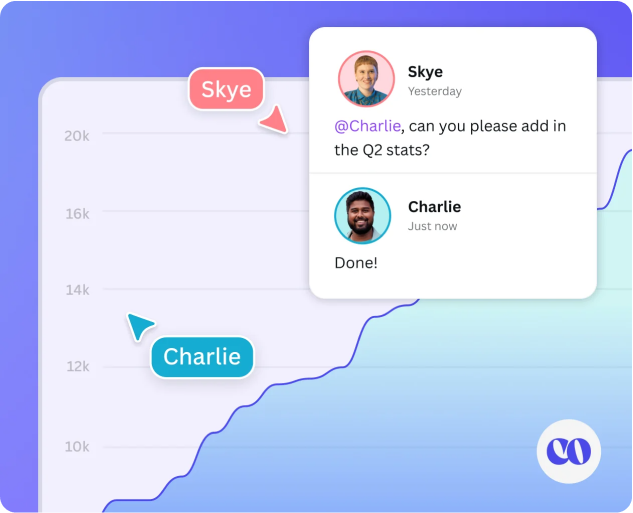 Skye
Skye
Yesterday
@Charlie, can you please add in
the Q2 stats?
Charlie
Just now
Done!
20k
16k
14k
12k
10k
Charlie